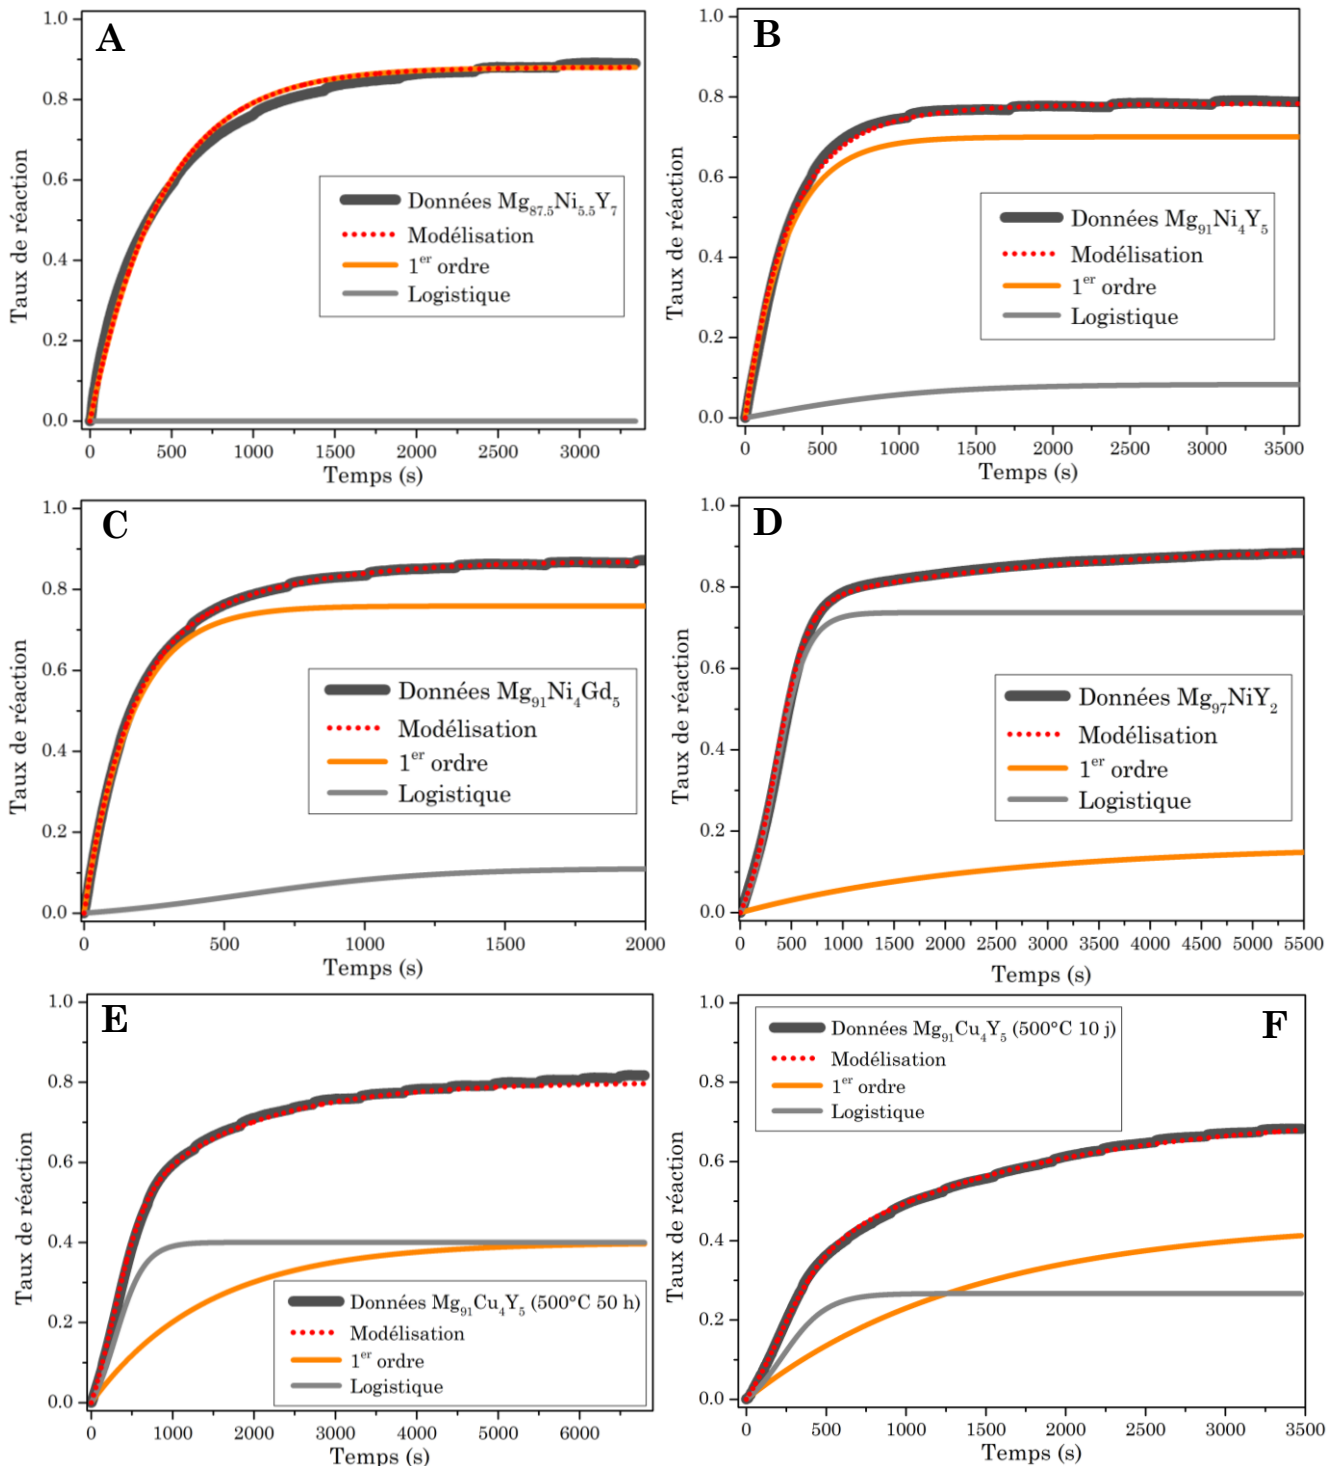 A
Taux de réaction
1.0
0.8
0.6
0.4
0.2
0.0
Données Mg87.5Ni5.5Y7
Modélisation
1er ordre
Logistique
0 500 1000 1500 2000 2500 3000
Temps (s)
B
Taux de réaction
1.0
0.8
0.6
0.4
0.2
0.0
Données Mg91Ni4Y5
Modélisation
1er ordre
Logistique
0 500 1000 1500 2000 2500 3000 3500
Temps (s)
C
Taux de réaction
1.0
0.8
0.6
0.4
0.2
0.0
Données Mg91Ni4Gd5
Modélisation
1er ordre
Logistique
0 500 1000 1500 2000
Temps (s)
D
Taux de réaction
1.0
0.8
0.6
0.4
0.2
0.0
Données Mg97NiY2
Modélisation
1er ordre
Logistique
0 500 1000 1500 2000 2500 3000 3500 4000 4500 5000 5500
Temps (s)
E
Taux de réaction
1.0
0.8
0.6
0.4
0.2
0.0
Données Mg91Cu4Y5 (500°C 50 h)
Modélisation
1er ordre
Logistique
0 1000 2000 3000 4000 5000 6000
Temps (s)
F
Taux de réaction
1.0
0.8
0.6
0.4
0.2
0.0
Données Mg91Cu4Y5 (500°C 10 j)
Modélisation
1er ordre
Logistique
0 500 1000 1500 2000 2500 3000 3500
Temps (s)